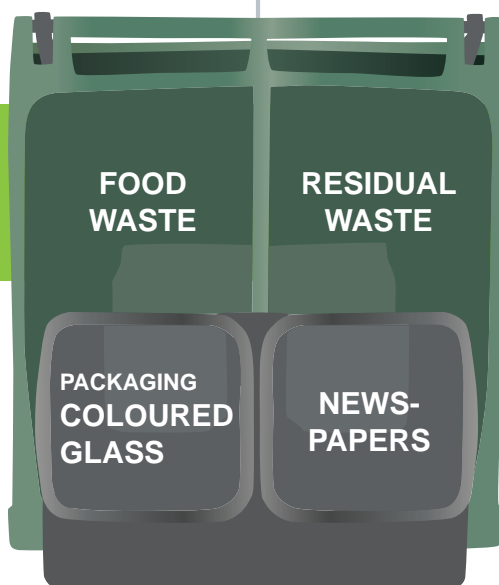 FOOD
WASTE
RESIDUAL
WASTE
PACKAGING
COLOURED
GLASS
NEWS-
PAPERS